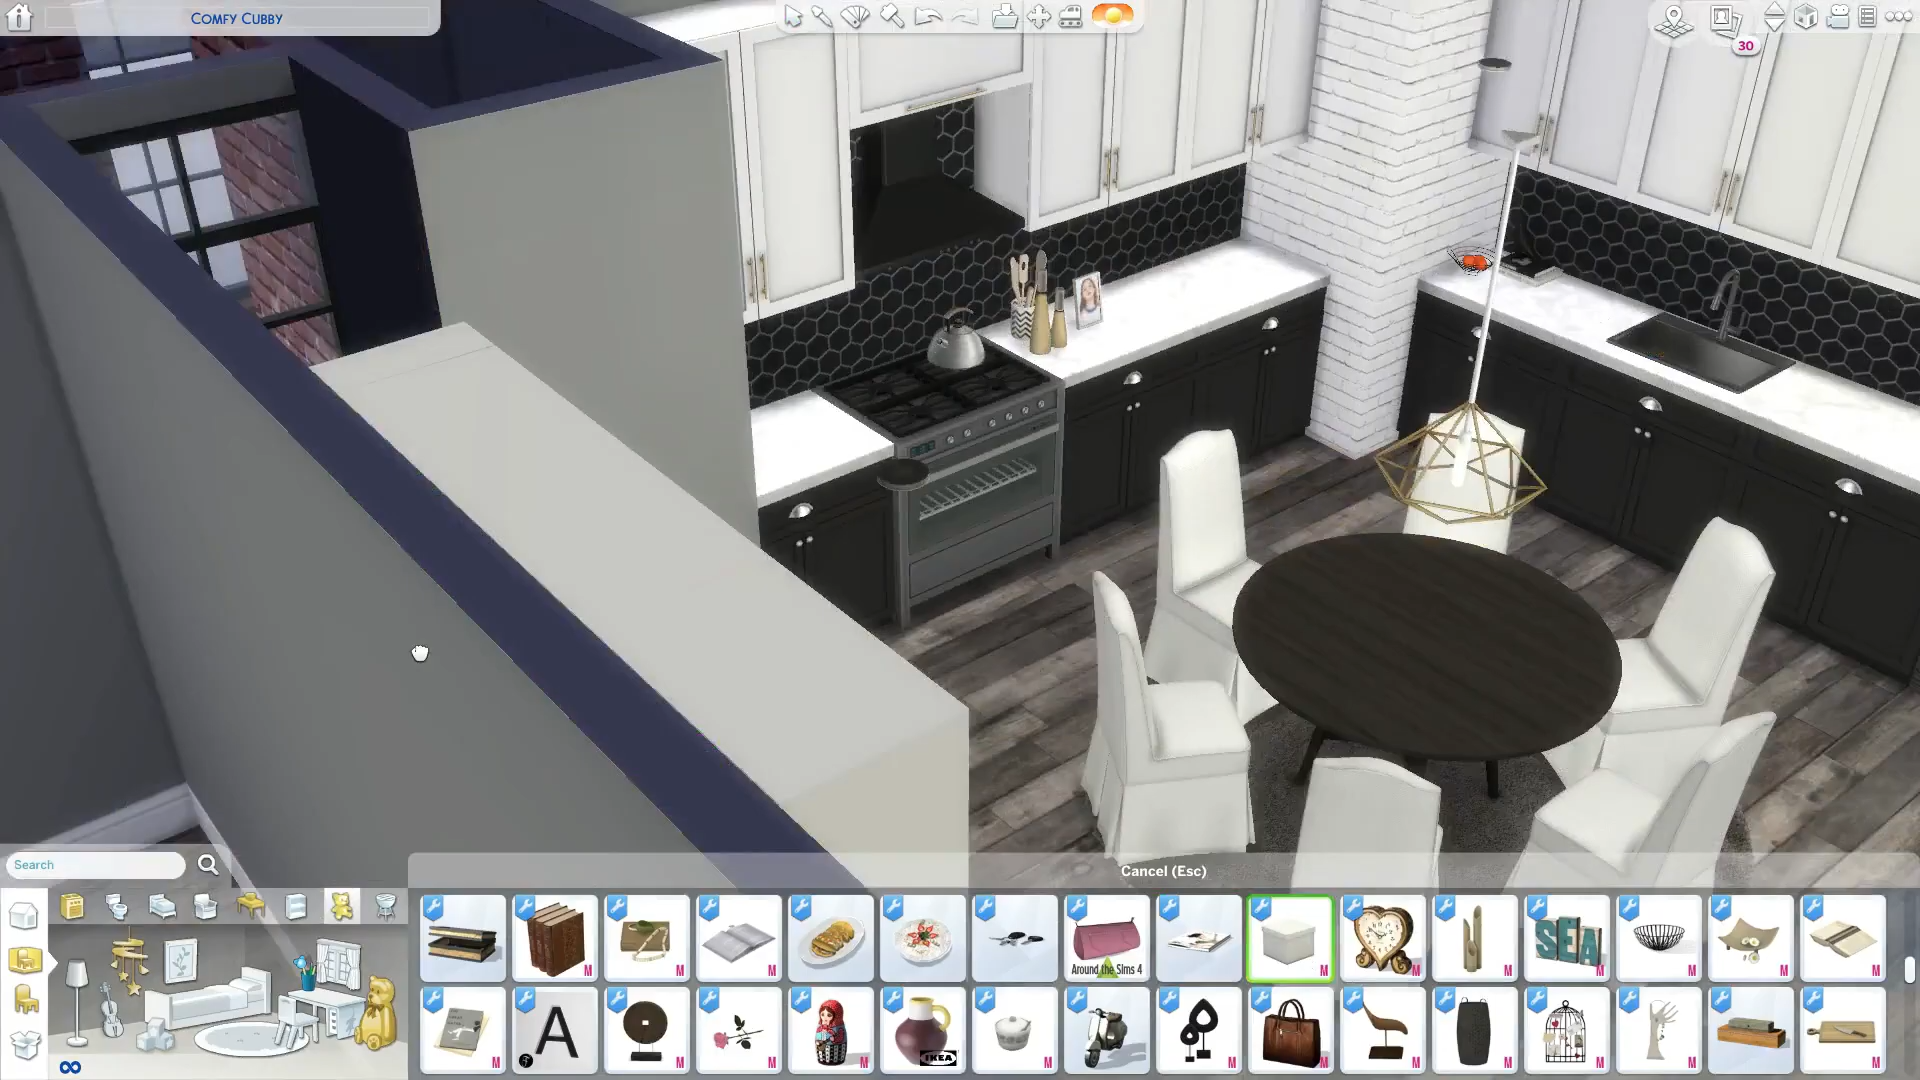 COMFY CUBBY
30
Search
Cancel (Esc)
Around the Sims 4
SEA
A
IKEA